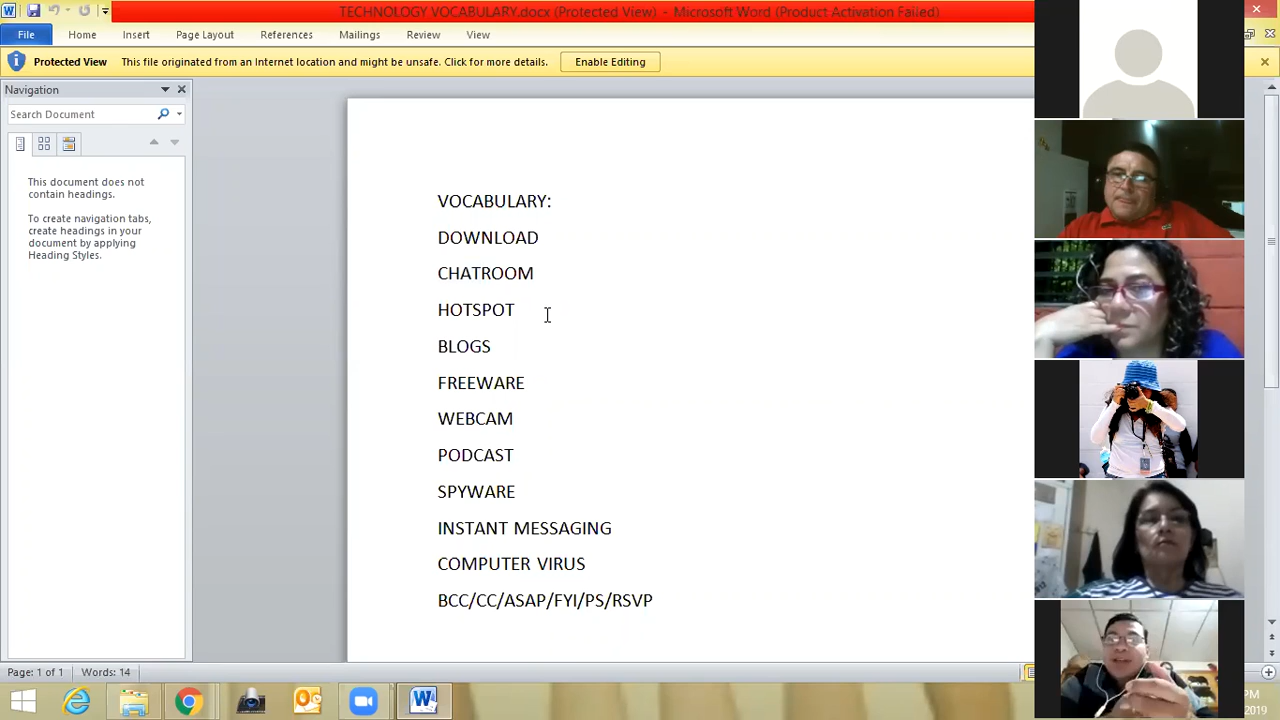 TECHNOLOGY VOCABULARY.docx (Protected View) - Microsoft Word (Product Activation Failed)
File Home Insert Page Layout References Mailings Review View
Protected View This file originated from an Internet location and might be unsafe. Click for more details. Enable Editing
Navigation
Search Document
This document does not
contain headings.
To create navigation tabs,
create headings in your
document by applying
Heading Styles.
VOCABULARY:
DOWNLOAD
CHATROOM
HOTSPOT
BLOGS
FREEWARE
WEBCAM
PODCAST
SPYWARE
INSTANT MESSAGING
COMPUTER VIRUS
BCC/CC/ASAP/FYI/PS/RSVP
Page: 1 of 1 Words: 14
PM
2019